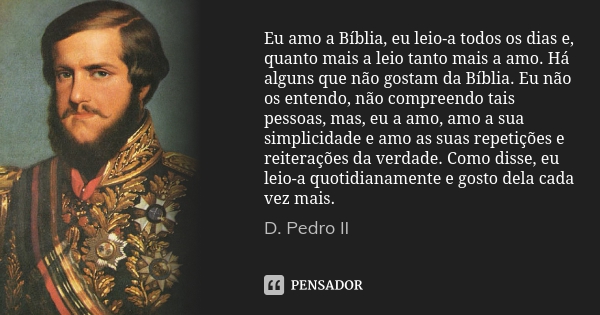 Eu amo a Bíblia, eu leio-a todos os dias e,
quanto mais a leio tanto mais a amo. Há
alguns que não gostam da Bíblia. Eu não
os entendo, não compreendo tais
pessoas, mas, eu a amo, amo a sua
simplicidade e amo as suas repetições e
reiterações da verdade. Como disse, eu
leio-a quotidianamente e gosto dela cada
vez mais.
D. Pedro II
PENSADOR